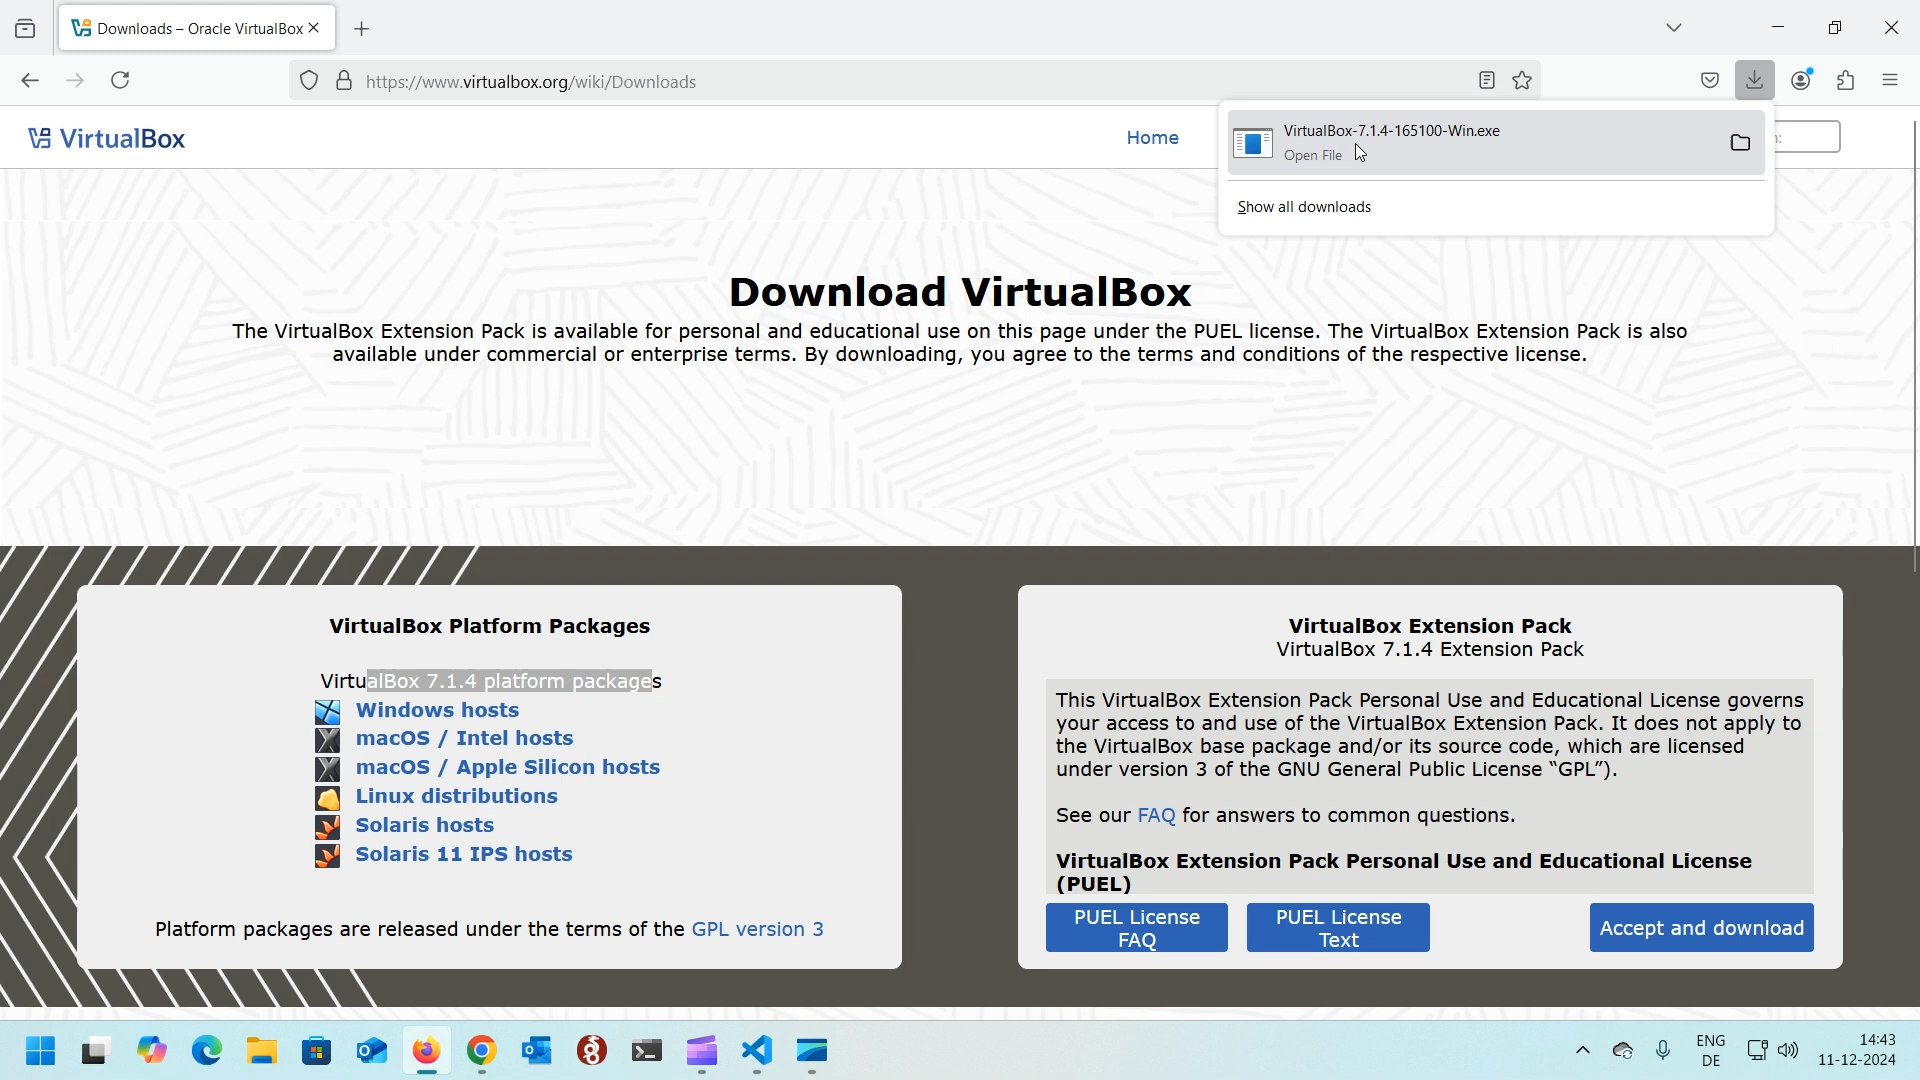 Downloads – Oracle VirtualBox
https://www.virtualbox.org/wiki/Downloads
VirtualBox
Home
VirtualBox-7.1.4-165100-Win.exe
Open File
Show all downloads
Download VirtualBox
The VirtualBox Extension Pack is available for personal and educational use on this page under the PUEL license. The VirtualBox Extension Pack is also
available under commercial or enterprise terms. By downloading, you agree to the terms and conditions of the respective license.
VirtualBox Platform Packages
VirtualBox 7.1.4 platform packages
Windows hosts
macOS / Intel hosts
macOS / Apple Silicon hosts
Linux distributions
Solaris hosts
Solaris 11 IPS hosts
Platform packages are released under the terms of the GPL version 3
VirtualBox Extension Pack
VirtualBox 7.1.4 Extension Pack
This VirtualBox Extension Pack Personal Use and Educational License governs
your access to and use of the VirtualBox Extension Pack. It does not apply to
the VirtualBox base package and/or its source code, which are licensed
under version 3 of the GNU General Public License “GPL”).
See our FAQ for answers to common questions.
VirtualBox Extension Pack Personal Use and Educational License
(PUEL)
PUEL License
FAQ
PUEL License
Text
Accept and download
ENG
DE
14:43
11-12-2024